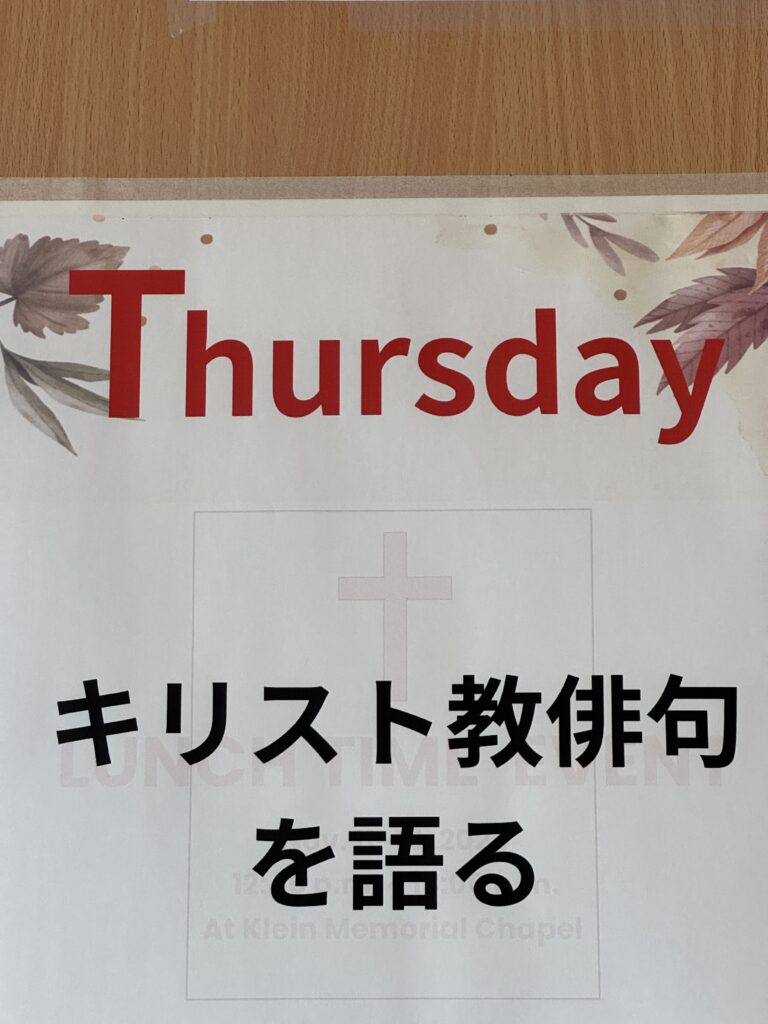 Thursday
キリスト教俳句
LUNCH TIME EVENT
を語る
At Klein Memorial Chapel